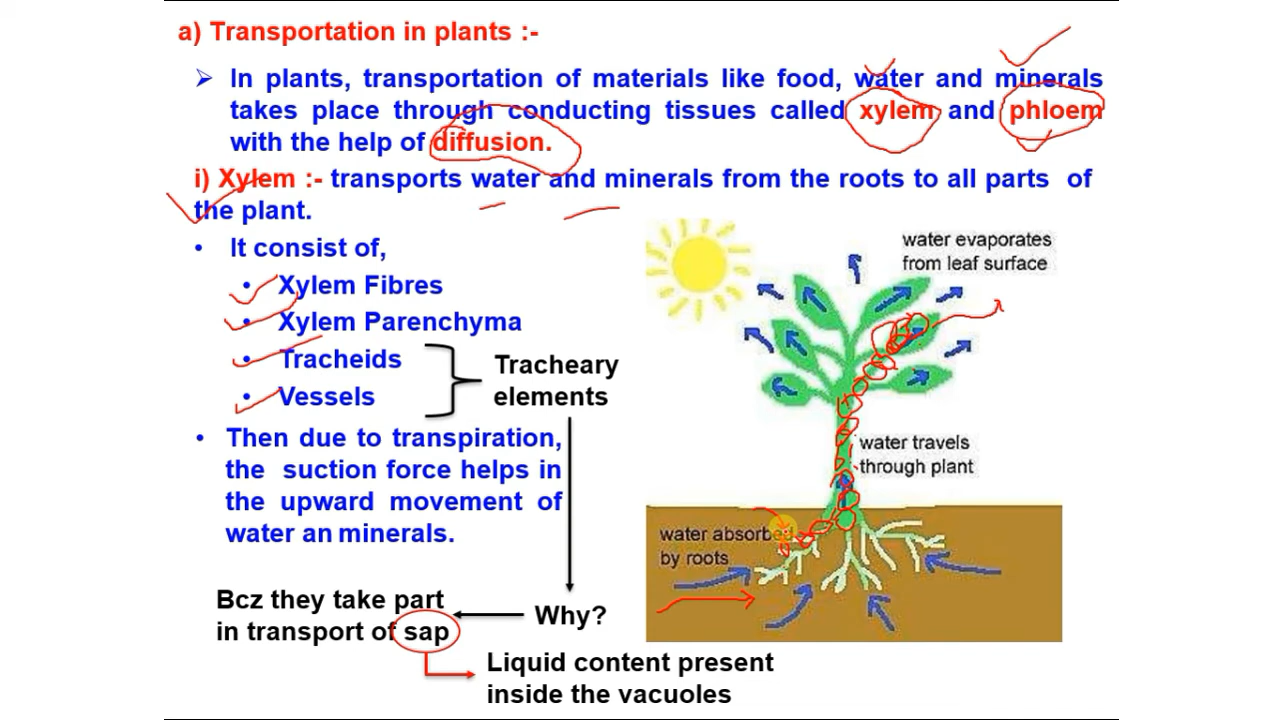 a) Transportation in plants :-
➢ In plants, transportation of materials like food, water and minerals
takes place through conducting tissues called xylem and phloem
with the help of diffusion.
i) Xylem :- transports water and minerals from the roots to all parts of
the plant.
• It consist of,
• Xylem Fibres
• Xylem Parenchyma
• Tracheids
• Vessels
Tracheary
elements
• Then due to transpiration,
the suction force helps in
the upward movement of
water an minerals.
Why?
Bcz they take part
in transport of sap
Liquid content present
inside the vacuoles
water evaporates
from leaf surface
water travels
through plant
water absorbed
by roots